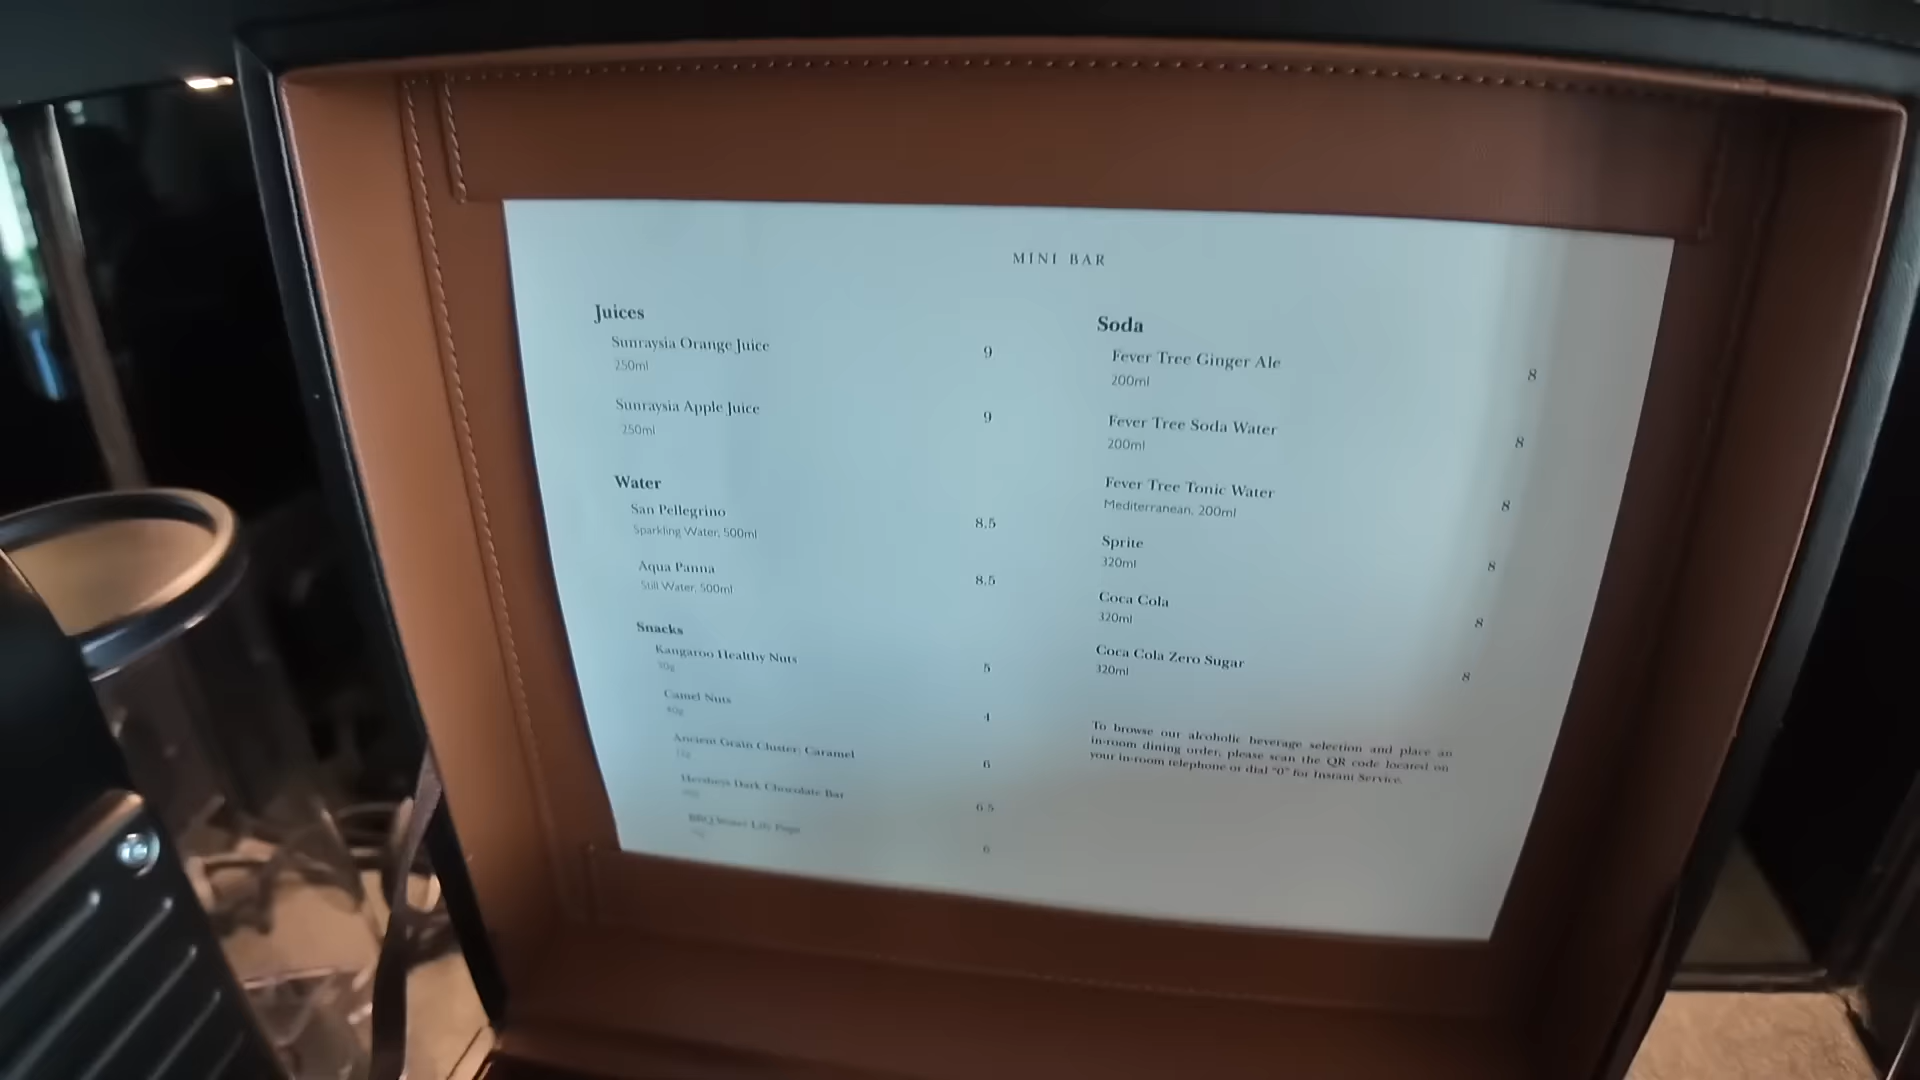 MINI BAR
Juices
Sunraysia Orange Juice 9
250ml
Sunraysia Apple Juice 9
250ml
Water
San Pellegrino 8.5
Sparkling Water, 500ml
Aqua Panna 8.5
Still Water, 500ml
Snacks
Kangaroo Healthy Nuts 5
Camel Nuts 4
40g
Ancient Grain Cluster, Caramel 6
Hersheys Dark Chocolate Bar 6.5
BBQ Water Lily Pops 6
Soda
Fever Tree Ginger Ale 8
200ml
Fever Tree Soda Water 8
200ml
Fever Tree Tonic Water 8
Mediterranean, 200ml
Sprite 8
320ml
Coca Cola 8
320ml
Coca Cola Zero Sugar 8
320ml
To browse our alcoholic beverage selection and place an
in-room dining order, please scan the QR code located on
your in-room telephone or dial "0" for Instant Service.